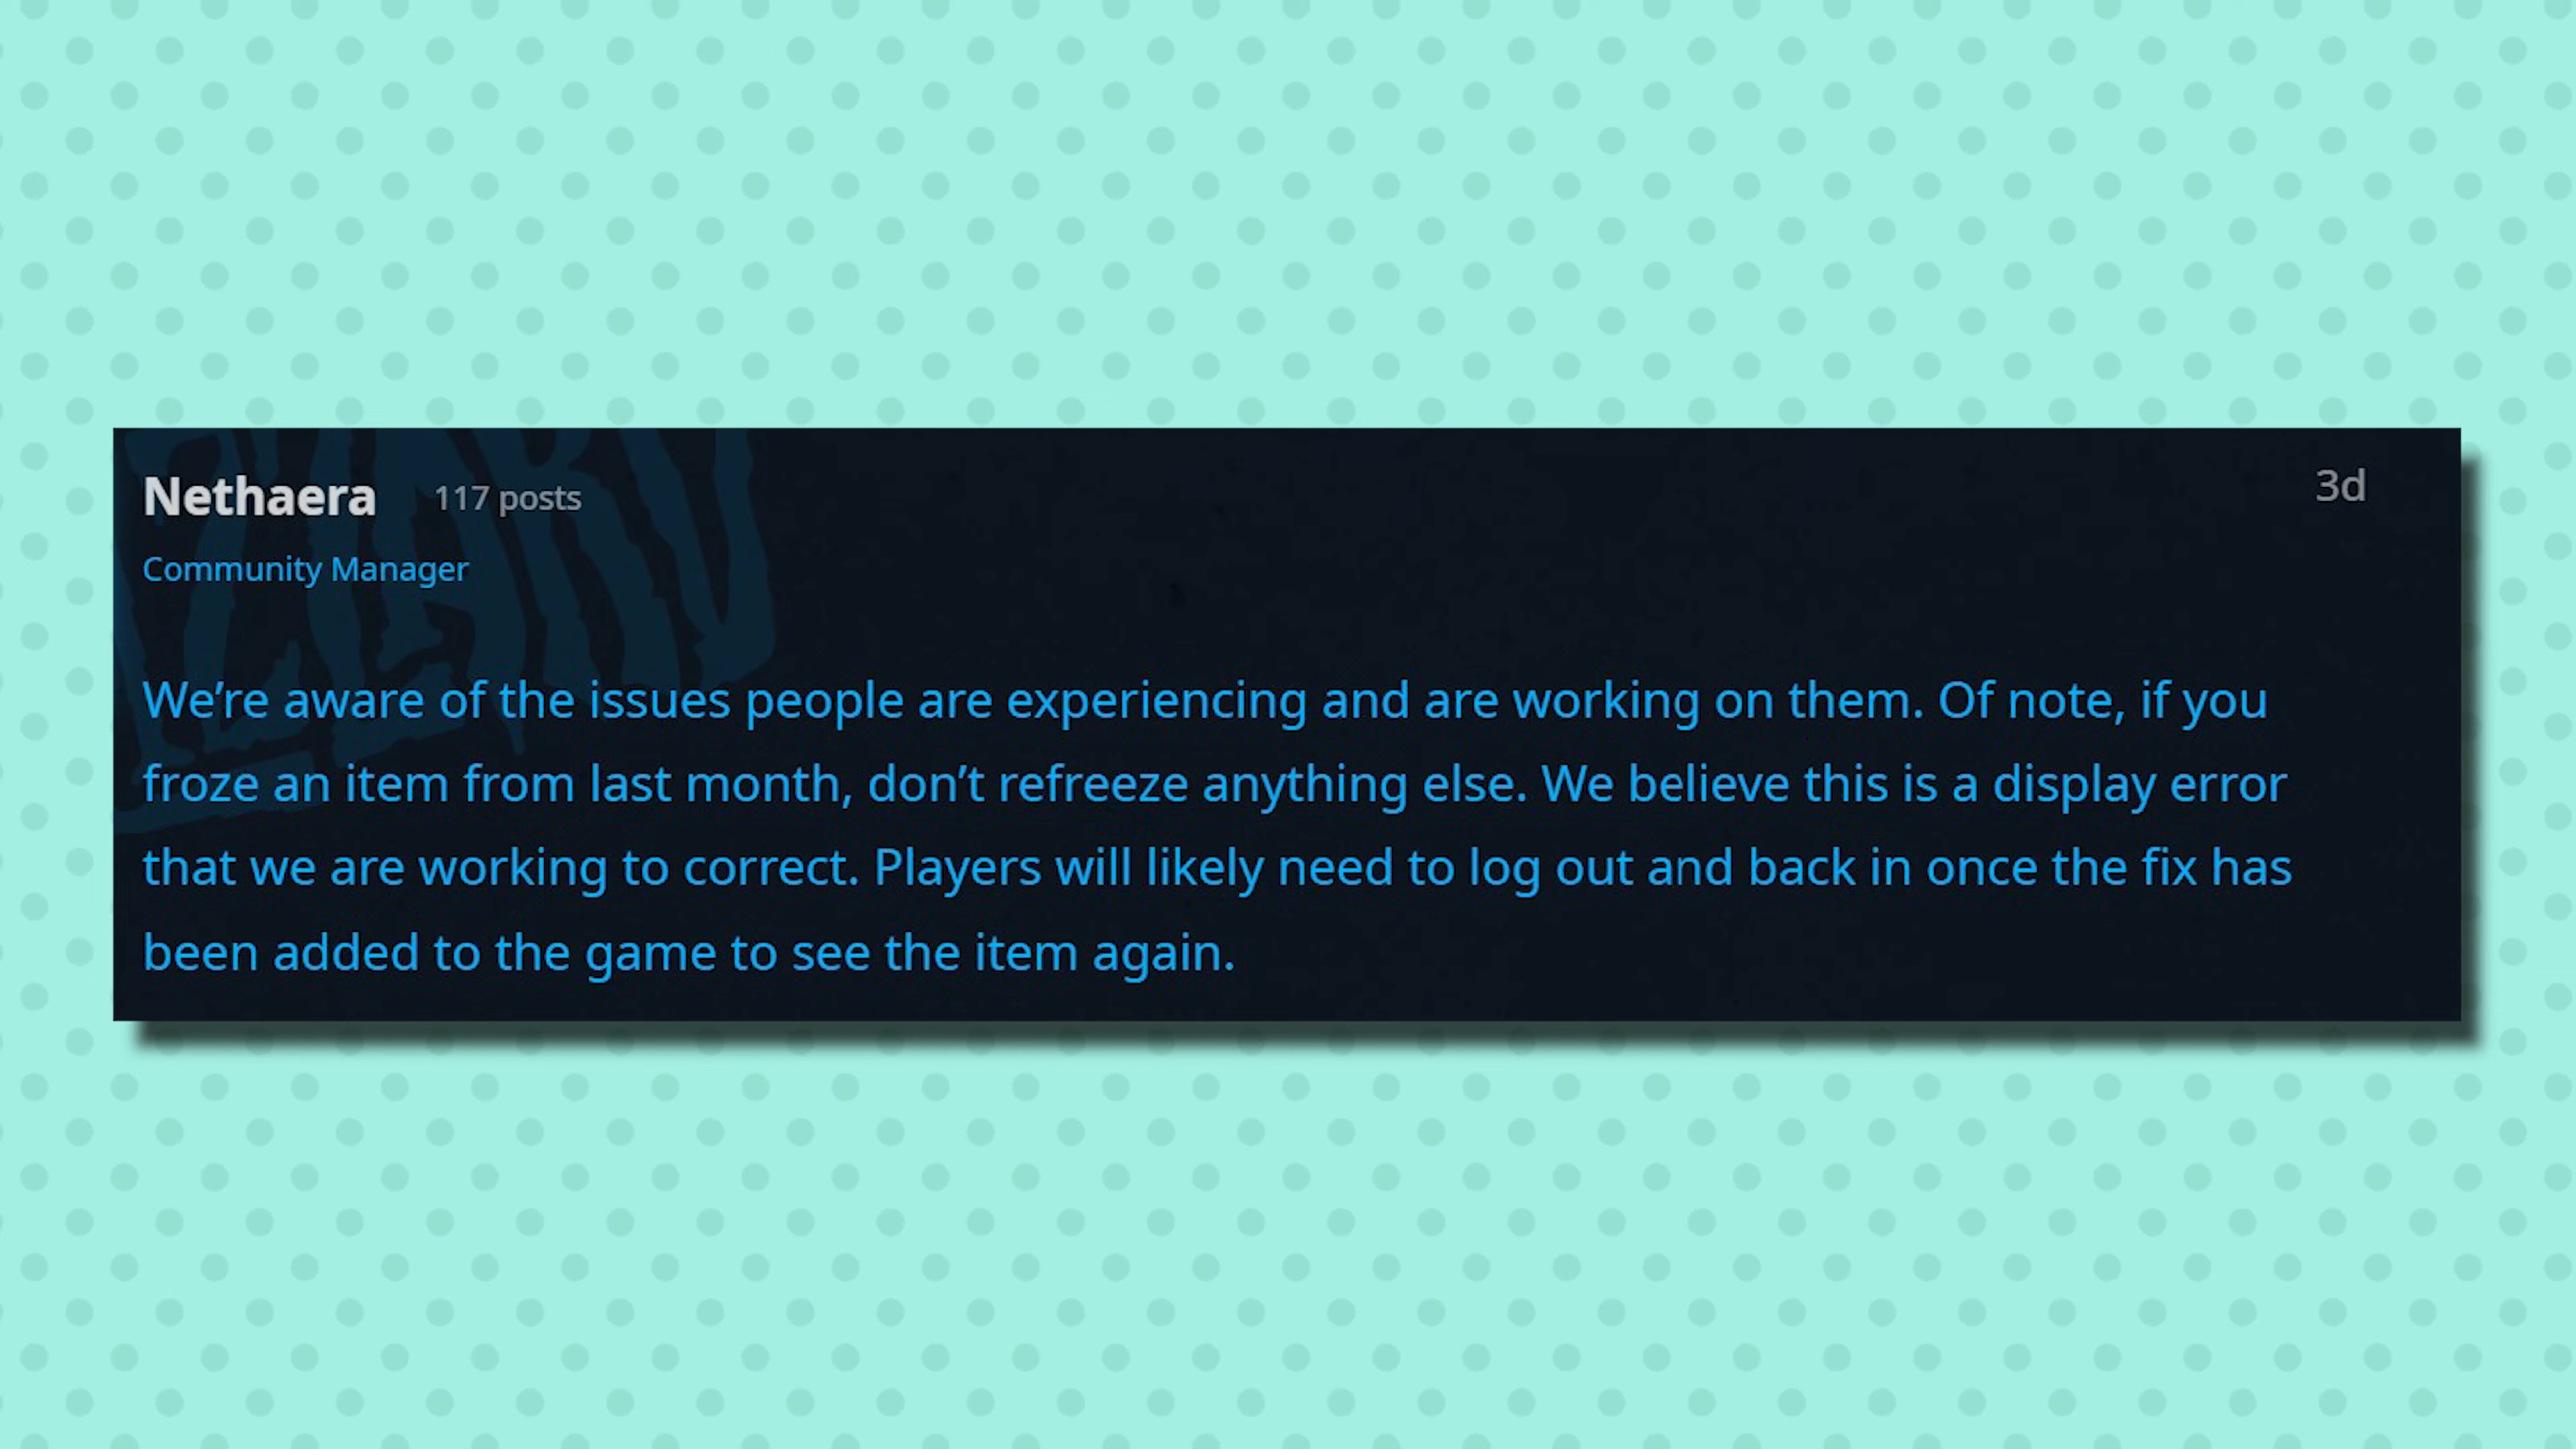 Nethaera 117 posts 3d
Community Manager
We’re aware of the issues people are experiencing and are working on them. Of note, if you
froze an item from last month, don’t refreeze anything else. We believe this is a display error
that we are working to correct. Players will likely need to log out and back in once the fix has
been added to the game to see the item again.